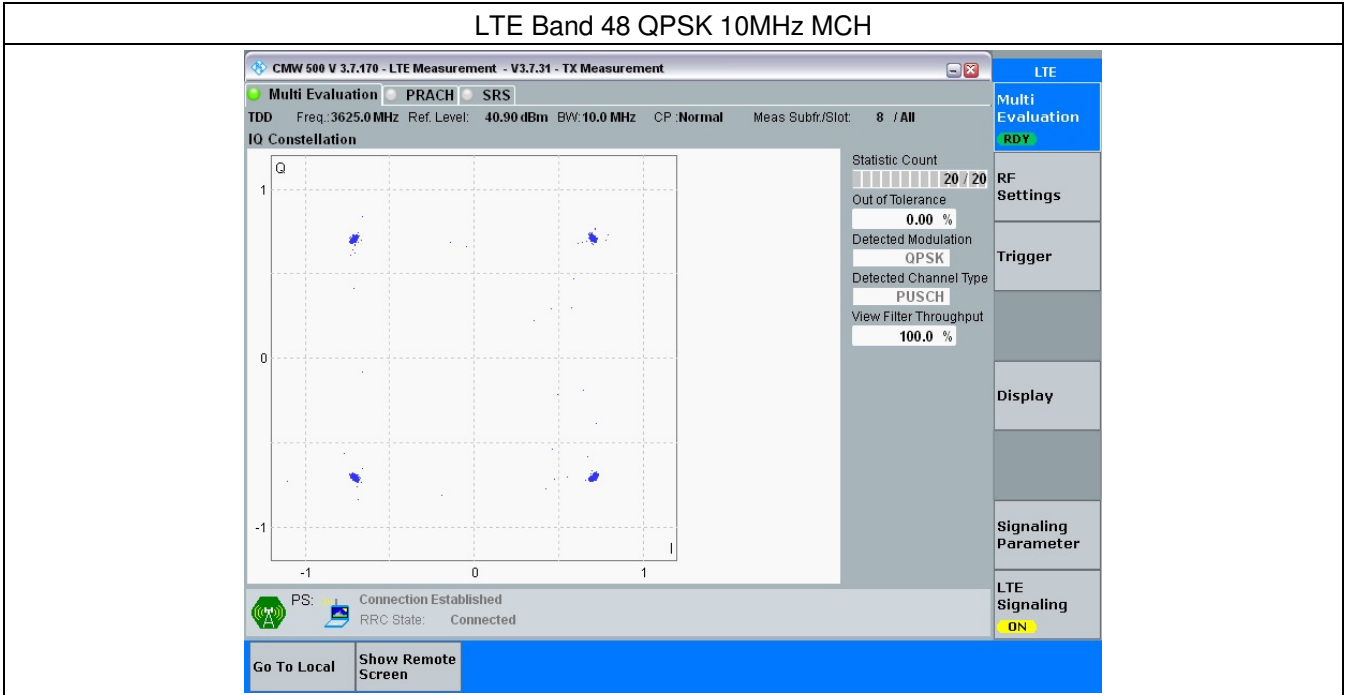 LTE Band 48 QPSK 10MHz MCH
CMW 500 V 3.7.170 - LTE Measurement - V3.7.31 - TX Measurement
LTE
Multi Evaluation PRACH SRS
Multi
Evaluation
RDY
TDD Freq.:3625.0 MHz Ref. Level: 40.90 dBm BW:10.0 MHz CP :Normal Meas Subfr./Slot: 8 / All
IQ Constellation
Q
1
0
-1
-1 0 1
I
Statistic Count
20 / 20
Out of Tolerance
0.00 %
Detected Modulation
QPSK
Detected Channel Type
PUSCH
View Filter Throughput
100.0 %
RF
Settings
Trigger
Display
Signaling
Parameter
LTE
Signaling
ON
PS: Connection Established
RRC State: Connected
Go To Local
Show Remote
Screen